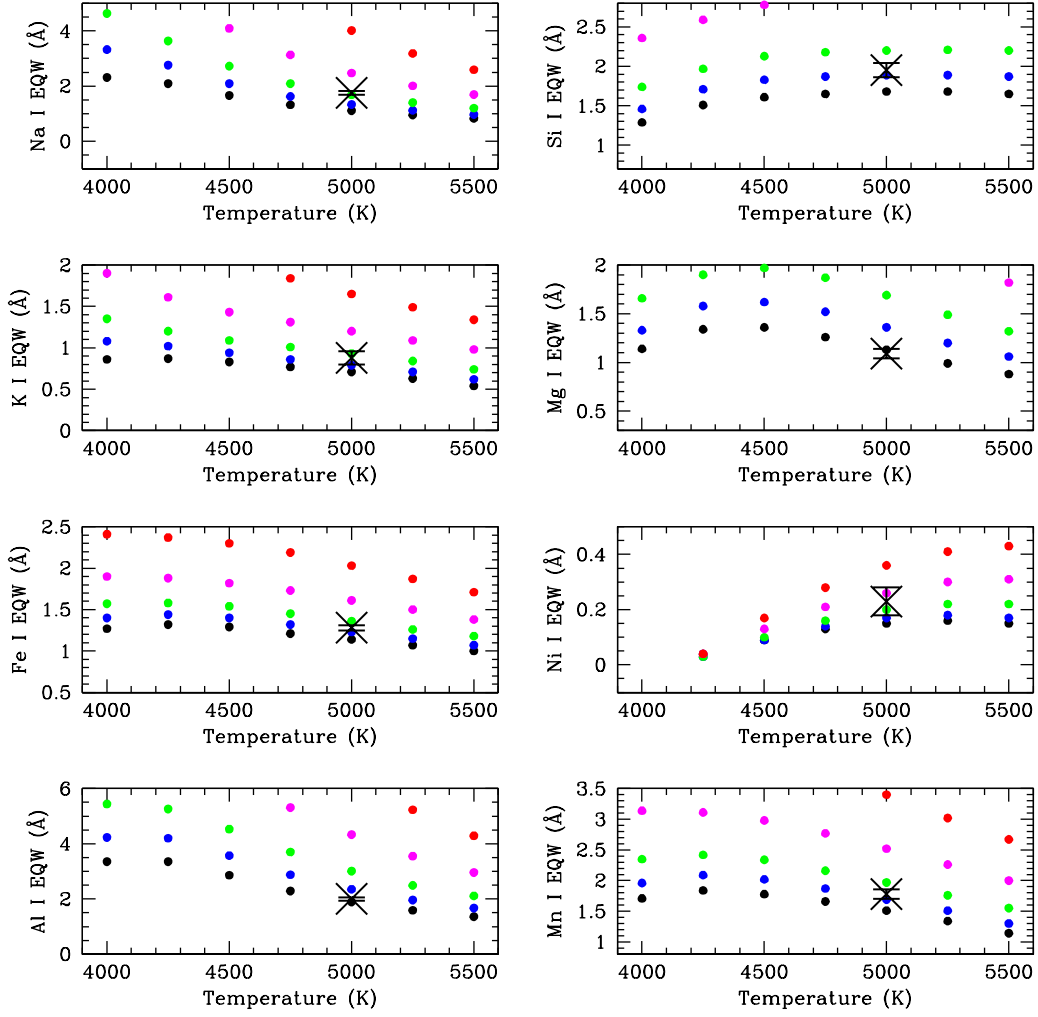 4
2
0
Na I EQW (Å)
4000 4500 5000 5500
Temperature (K)
2.5
2
1.5
1
Si I EQW (Å)
4000 4500 5000 5500
Temperature (K)
2
1.5
1
0.5
0
K I EQW (Å)
4000 4500 5000 5500
Temperature (K)
2
1.5
1
0.5
Mg I EQW (Å)
4000 4500 5000 5500
Temperature (K)
2.5
2
1.5
1
0.5
Fe I EQW (Å)
4000 4500 5000 5500
Temperature (K)
0.4
0.2
0
Ni I EQW (Å)
4000 4500 5000 5500
Temperature (K)
6
4
2
0
Al I EQW (Å)
4000 4500 5000 5500
Temperature (K)
3.5
3
2.5
2
1.5
1
Mn I EQW (Å)
4000 4500 5000 5500
Temperature (K)